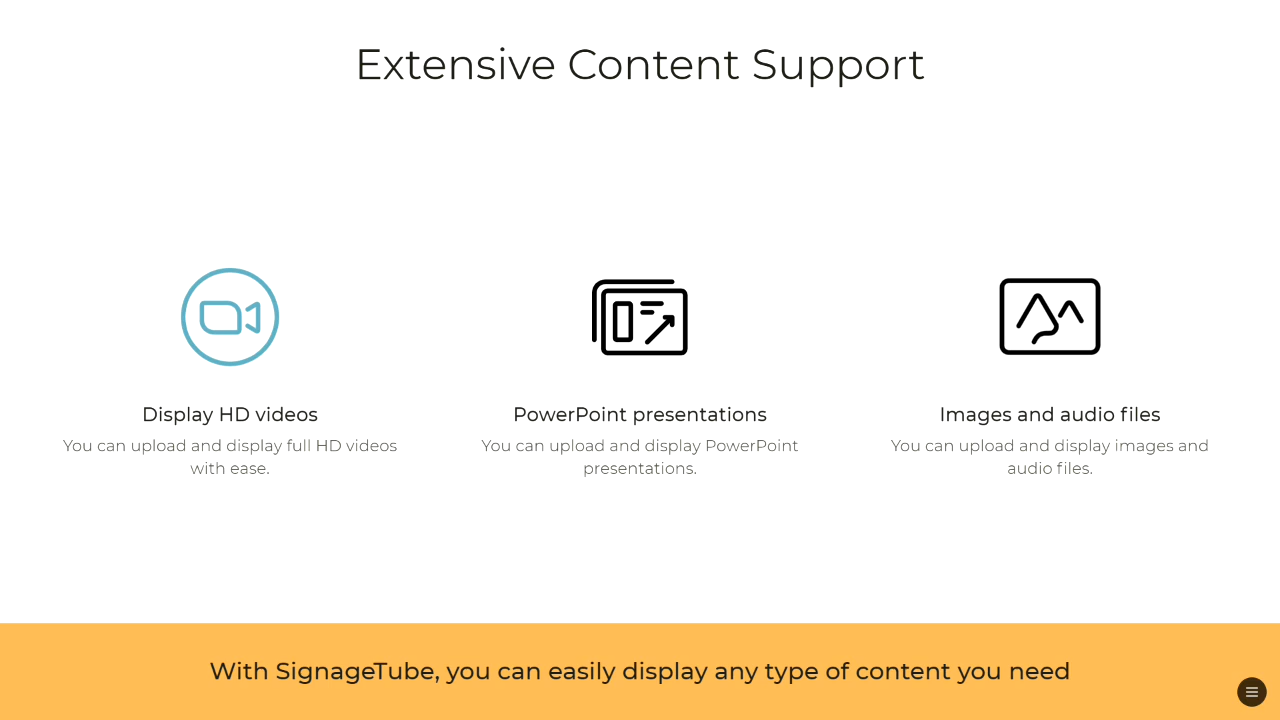 Extensive Content Support
Display HD videos
You can upload and display full HD videos
with ease.
PowerPoint presentations
You can upload and display PowerPoint
presentations.
Images and audio files
You can upload and display images and
audio files.
With SignageTube, you can easily display any type of content you need